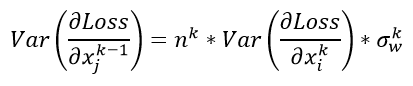 Var(∂Loss/∂x_j^{k-1}) = n^k * Var(∂Loss/∂x_i^k) * σ_w^k